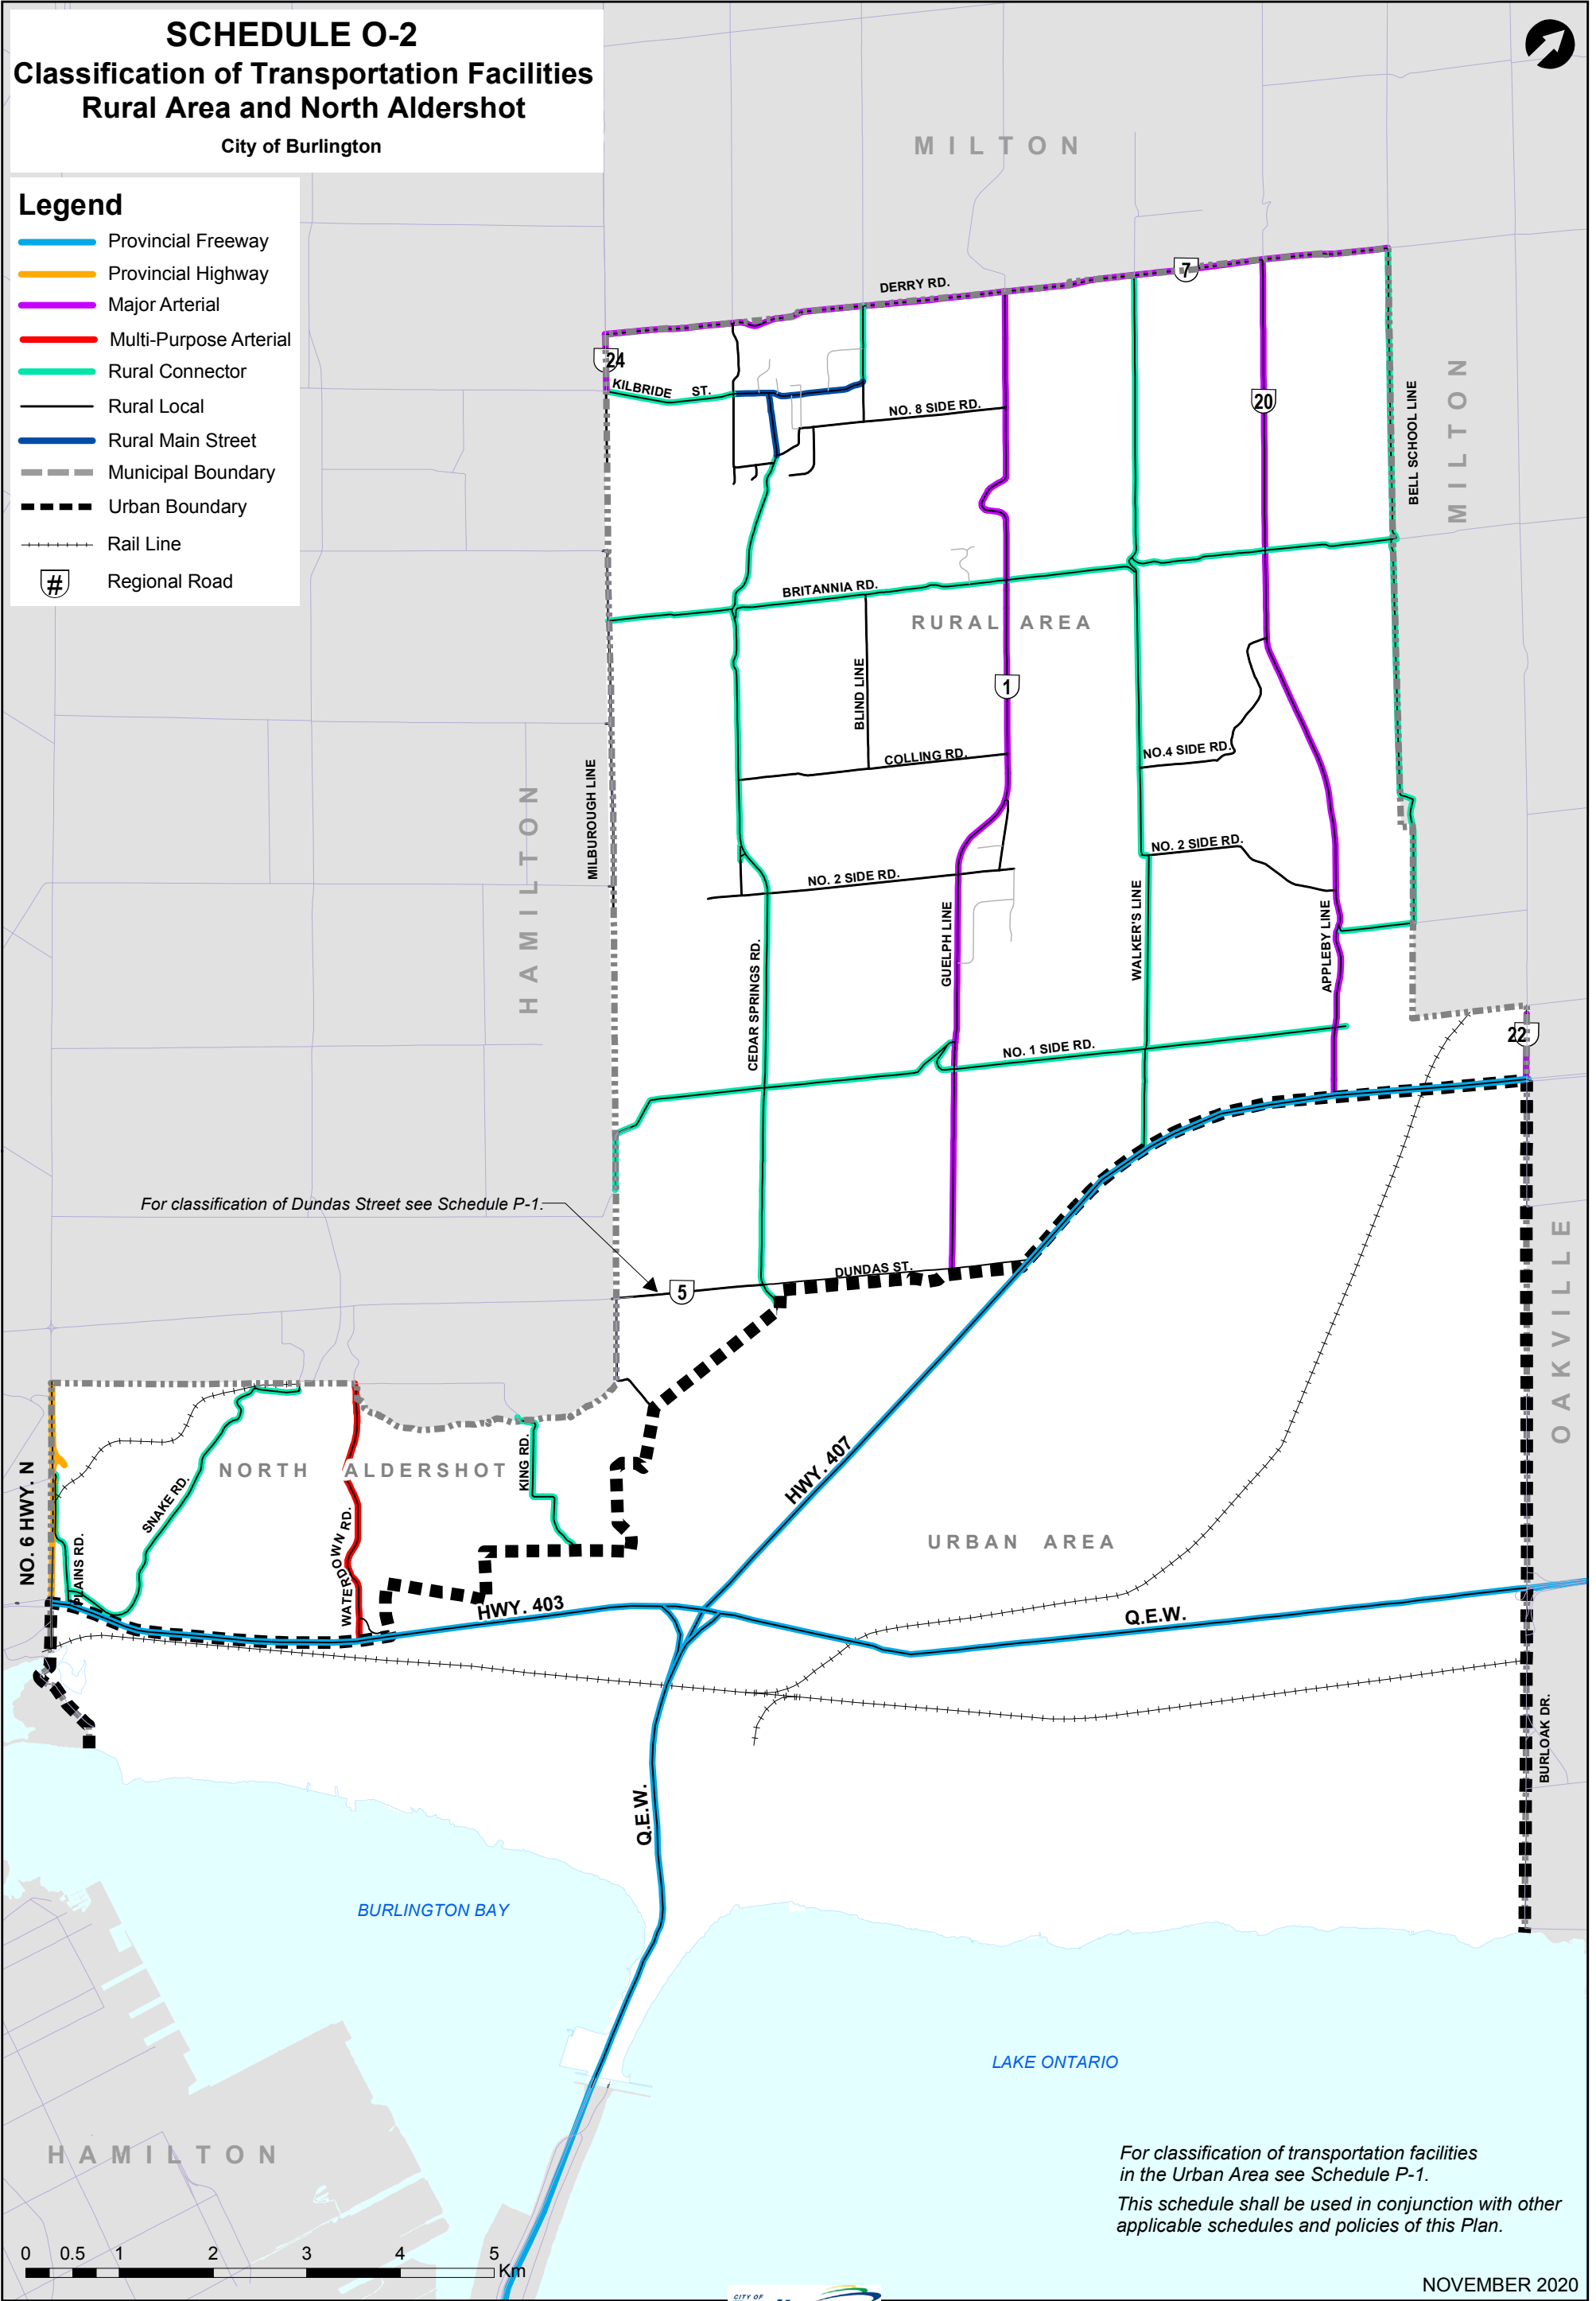 SCHEDULE O-2
Classification of Transportation Facilities
Rural Area and North Aldershot
City of Burlington
Legend
Provincial Freeway
Provincial Highway
Major Arterial
Multi-Purpose Arterial
Rural Connector
Rural Local
Rural Main Street
Municipal Boundary
Urban Boundary
Rail Line
# Regional Road
MILTON
DERRY RD.
7
24
KILBRIDE ST.
NO. 8 SIDE RD.
20
BELL SCHOOL LINE
MILTON
BRITANNIA RD.
RURAL AREA
BLIND LINE
1
COLLING RD.
NO.4 SIDE RD.
HAMILTON
MILBOROUGH LINE
NO. 2 SIDE RD.
NO. 2 SIDE RD.
CEDAR SPRINGS RD.
GUELPH LINE
WALKER'S LINE
APPLEBY LINE
NO. 1 SIDE RD.
22
For classification of Dundas Street see Schedule P-1.
DUNDAS ST.
5
OAKVILLE
NO. 6 HWY. N
NORTH ALDERSHOT
SNAKE RD.
PLAINS RD.
WATERDOWN RD.
KING RD.
HWY. 407
URBAN AREA
HWY. 403
Q.E.W.
Q.E.W.
BURLOAK DR.
BURLINGTON BAY
LAKE ONTARIO
HAMILTON
For classification of transportation facilities
in the Urban Area see Schedule P-1.
This schedule shall be used in conjunction with other
applicable schedules and policies of this Plan.
0 0.5 1 2 3 4 5
Km
CITY OF
NOVEMBER 2020